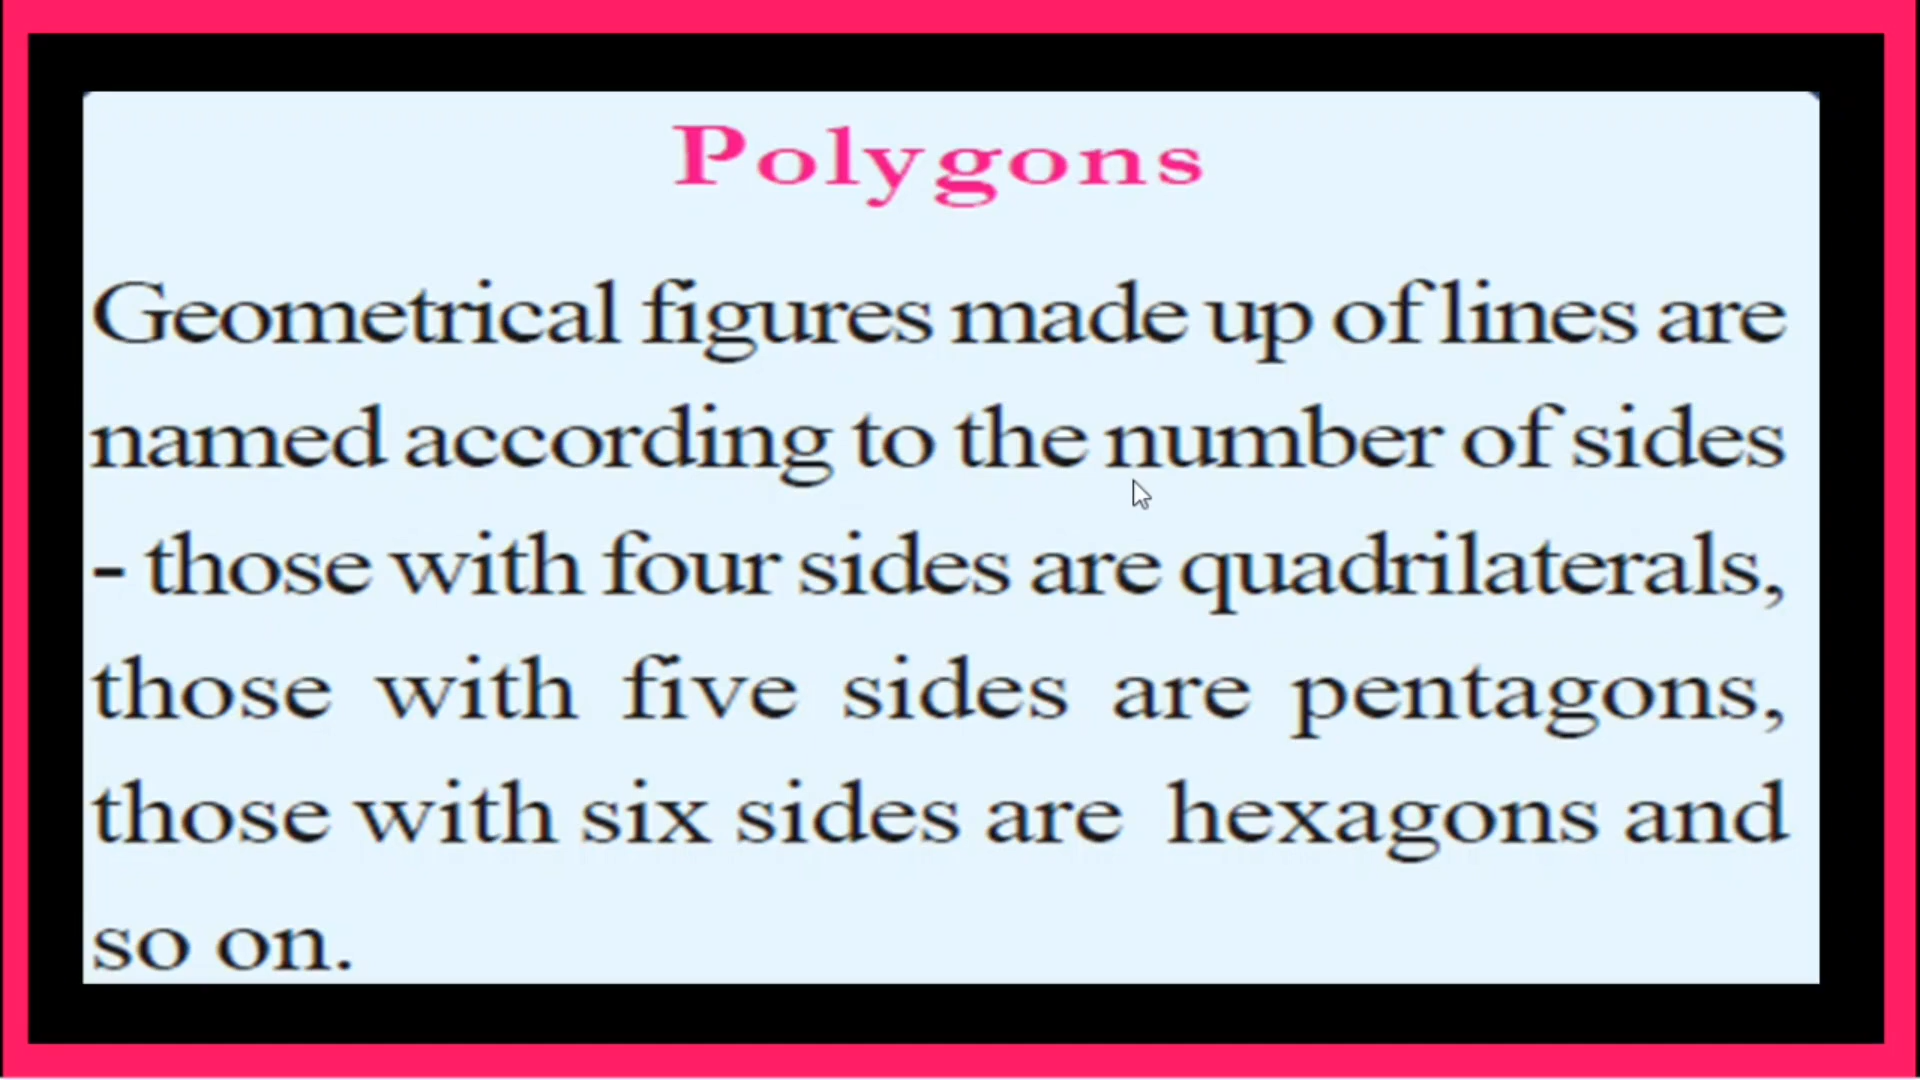 Polygons
Geometrical figures made up of lines are
named according to the number of sides
- those with four sides are quadrilaterals,
those with five sides are pentagons,
those with six sides are hexagons and
so on.